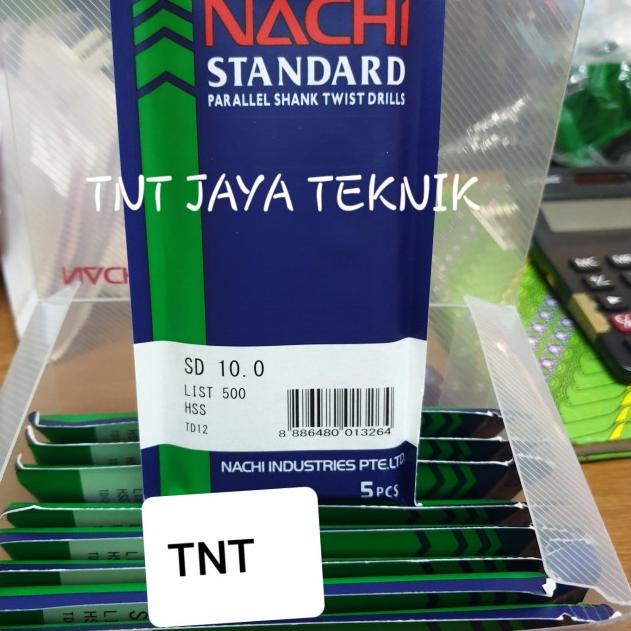 NACHI
STANDARD
PARALLEL SHANK TWIST DRILLS
TNT JAYA TEKNIK
NACHI
SD 10.0
LIST 500
HSS
TD12
8 886480 013264
NACHI INDUSTRIES PTE.LTD.
5PCS
TNT